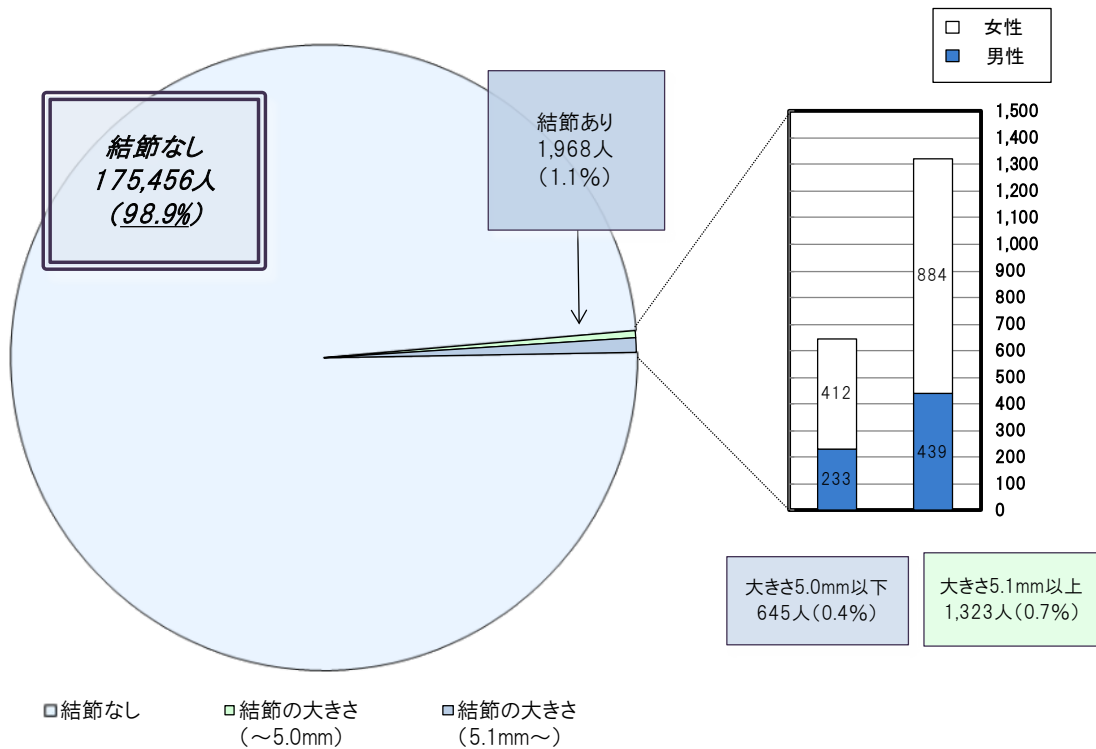 女性
男性
結節なし
175,456人
(98.9%)
結節あり
1,968人
(1.1%)
1,500
1,400
1,300
1,200
1,100
1,000
900
800
700
600
500
400
300
200
100
0
884
412
439
233
大きさ5.0mm以下
645人(0.4%)
大きさ5.1mm以上
1,323人(0.7%)
結節なし
結節の大きさ
(～5.0mm)
結節の大きさ
(5.1mm～)